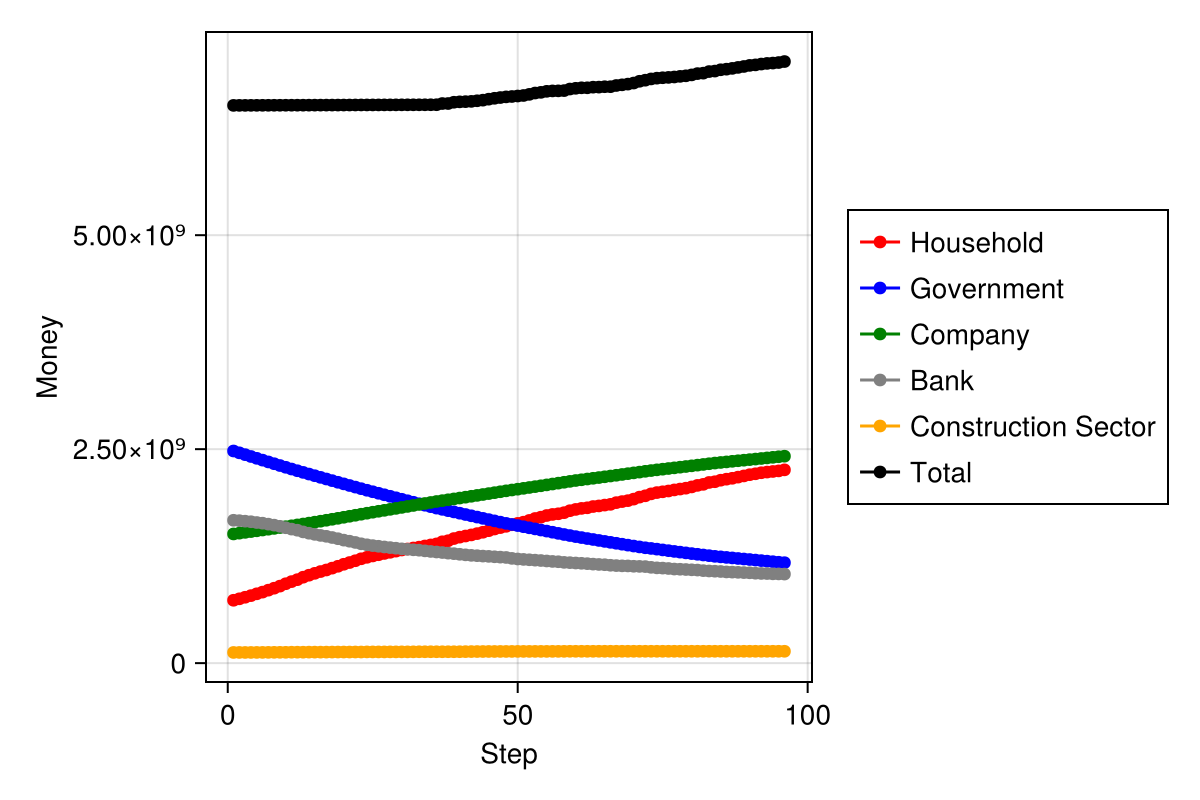 Money
5.00×10⁹
2.50×10⁹
0
0 50 100
Step
Household
Government
Company
Bank
Construction Sector
Total